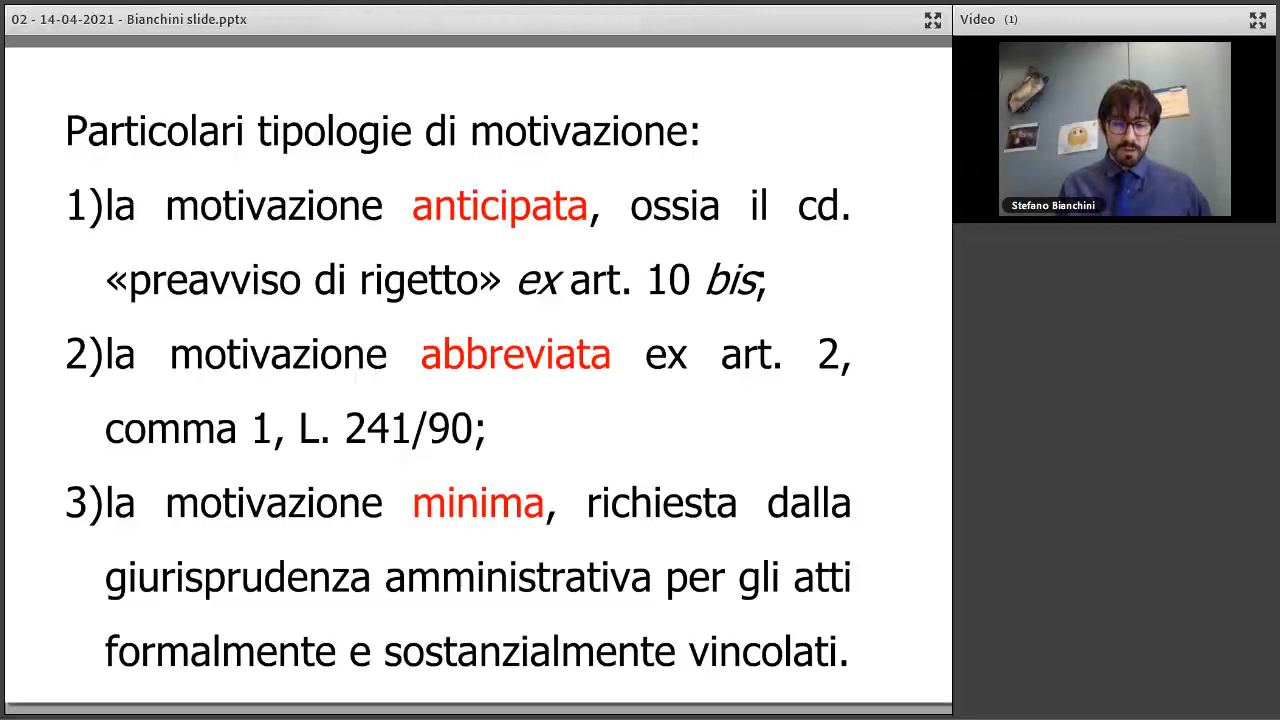 02 - 14-04-2021 - Bianchini slide.pptx
Video (1)
Particolari tipologie di motivazione:
1)la motivazione anticipata, ossia il cd.
«preavviso di rigetto» ex art. 10 bis;
2)la motivazione abbreviata ex art. 2,
comma 1, L. 241/90;
3)la motivazione minima, richiesta dalla
giurisprudenza amministrativa per gli atti
formalmente e sostanzialmente vincolati.
Stefano Bianchini